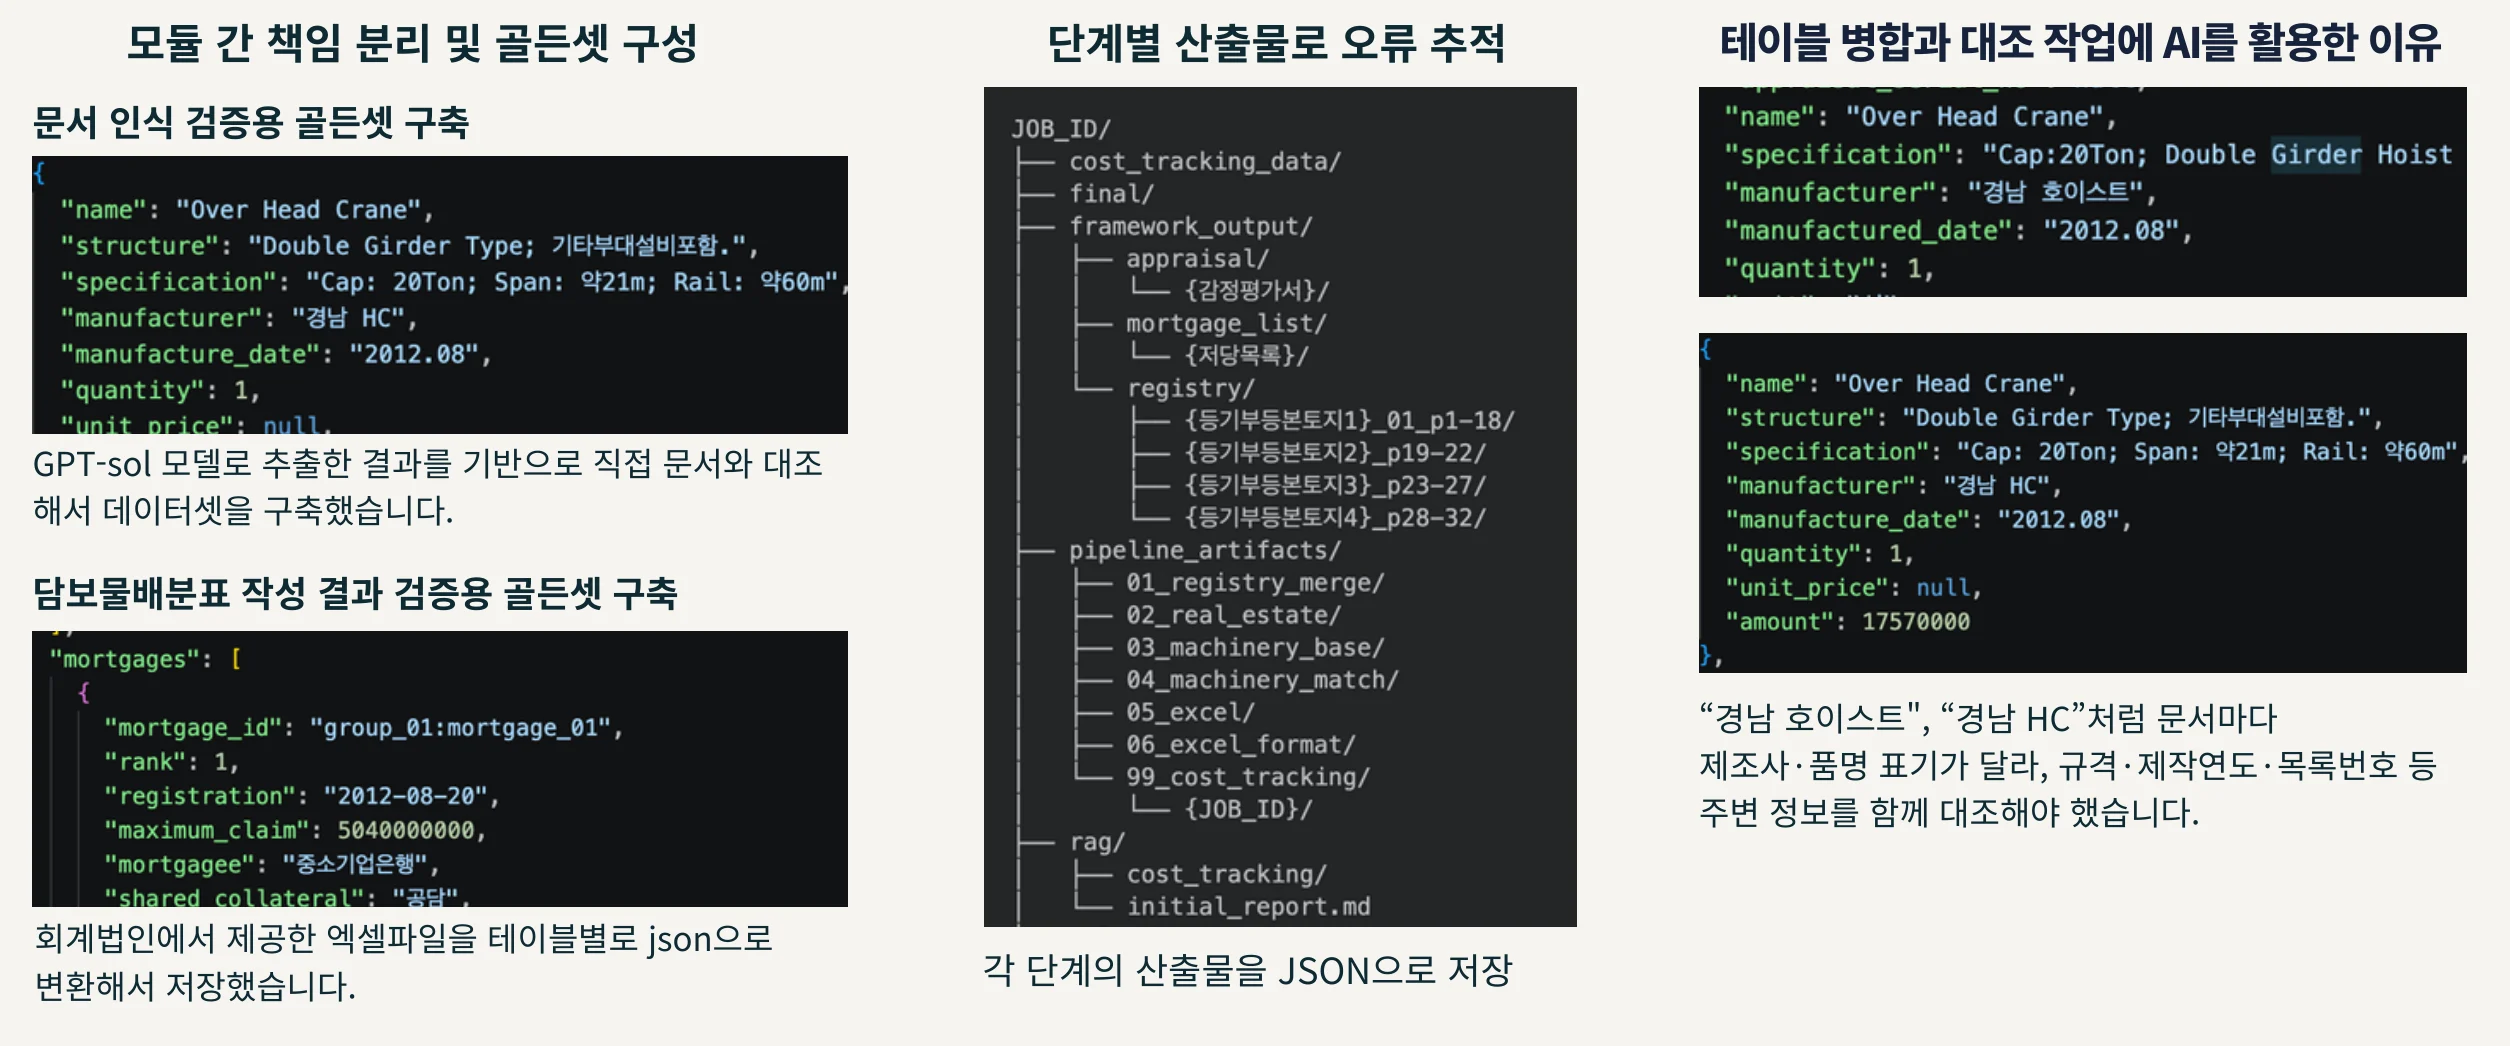 모듈 간 책임 분리 및 골든셋 구성
문서 인식 검증용 골든셋 구축
{
"name": "Over Head Crane",
"structure": "Double Girder Type; 기타부대설비포함.",
"specification": "Cap: 20Ton; Span: 약21m; Rail: 약60m",
"manufacturer": "경남 HC",
"manufacture_date": "2012.08",
"quantity": 1,
"unit_price": null,
GPT-sol 모델로 추출한 결과를 기반으로 직접 문서와 대조
해서 데이터셋을 구축했습니다.
담보물배분표 작성 결과 검증용 골든셋 구축
],
"mortgages": [
{
"mortgage_id": "group_01:mortgage_01",
"rank": 1,
"registration": "2012-08-20",
"maximum_claim": 5040000000,
"mortgagee": "중소기업은행",
"shared_collateral": "공담",
회계법인에서 제공한 엑셀파일을 테이블별로 json으로
변환해서 저장했습니다.
단계별 산출물로 오류 추적
JOB_ID/
├── cost_tracking_data/
├── final/
├── framework_output/
│   ├── appraisal/
│   │   └── {감정평가서}/
│   ├── mortgage_list/
│   │   └── {저당목록}/
│   └── registry/
│       ├── {등기부등본토지1}_01_p1-18/
│       ├── {등기부등본토지2}_p19-22/
│       ├── {등기부등본토지3}_p23-27/
│       └── {등기부등본토지4}_p28-32/
├── pipeline_artifacts/
│   ├── 01_registry_merge/
│   ├── 02_real_estate/
│   ├── 03_machinery_base/
│   ├── 04_machinery_match/
│   ├── 05_excel/
│   ├── 06_excel_format/
│   └── 99_cost_tracking/
│       └── {JOB_ID}/
├── rag/
│   ├── cost_tracking/
│   └── initial_report.md
각 단계의 산출물을 JSON으로 저장
테이블 병합과 대조 작업에 AI를 활용한 이유
"name": "Over Head Crane",
"specification": "Cap:20Ton; Double Girder Hoist
"manufacturer": "경남 호이스트",
"manufactured_date": "2012.08",
"quantity": 1,
{
"name": "Over Head Crane",
"structure": "Double Girder Type; 기타부대설비포함.",
"specification": "Cap: 20Ton; Span: 약21m; Rail: 약60m",
"manufacturer": "경남 HC",
"manufacture_date": "2012.08",
"quantity": 1,
"unit_price": null,
"amount": 17570000
},
“경남 호이스트", “경남 HC”처럼 문서마다
제조사·품명 표기가 달라, 규격·제작연도·목록번호 등
주변 정보를 함께 대조해야 했습니다.